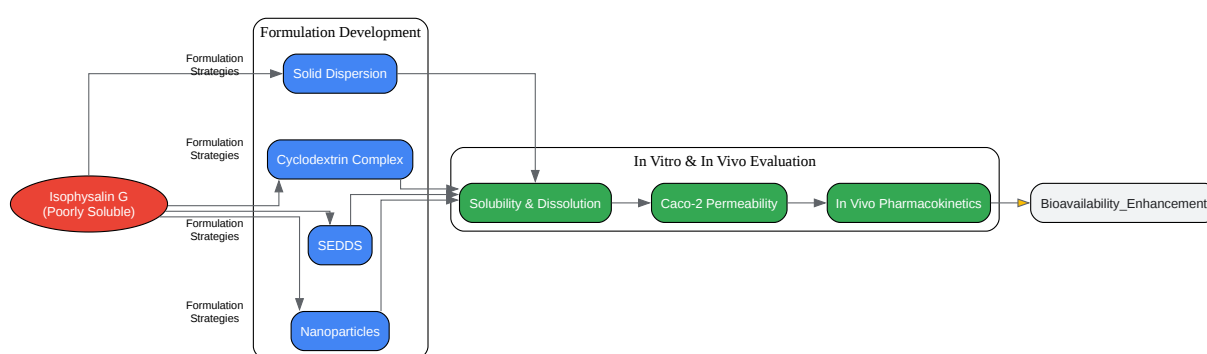 Formulation Development
Formulation
Strategies
Solid Dispersion
Formulation
Strategies
Cyclodextrin Complex
In Vitro & In Vivo Evaluation
Isophysalin G
(Poorly Soluble)
Solubility & Dissolution
Caco-2 Permeability
In Vivo Pharmacokinetics
Bioavailability_Enhancement
Formulation
Strategies
SEDDS
Formulation
Strategies
Nanoparticles